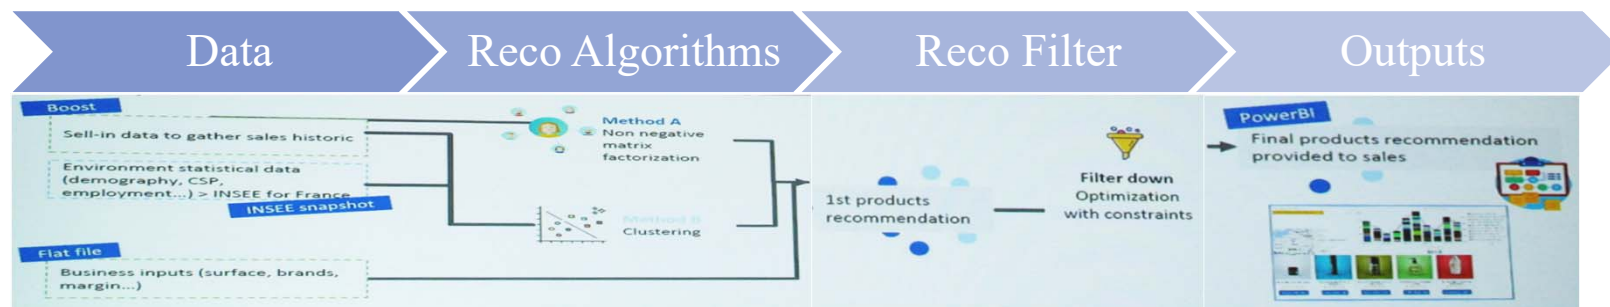 Data
Reco Algorithms
Reco Filter
Outputs
Boost
Sell-in data to gather sales historic
Environment statistical data
(demography, CSP,
employment...) > INSEE for France
INSEE snapshot
Flat file
Business inputs (surface, brands,
margin...)
Method A
Non negative
matrix
factorization
Method B
Clustering
1st products
recommendation
Filter down
Optimization
with constraints
PowerBI
Final products recommendation
provided to sales